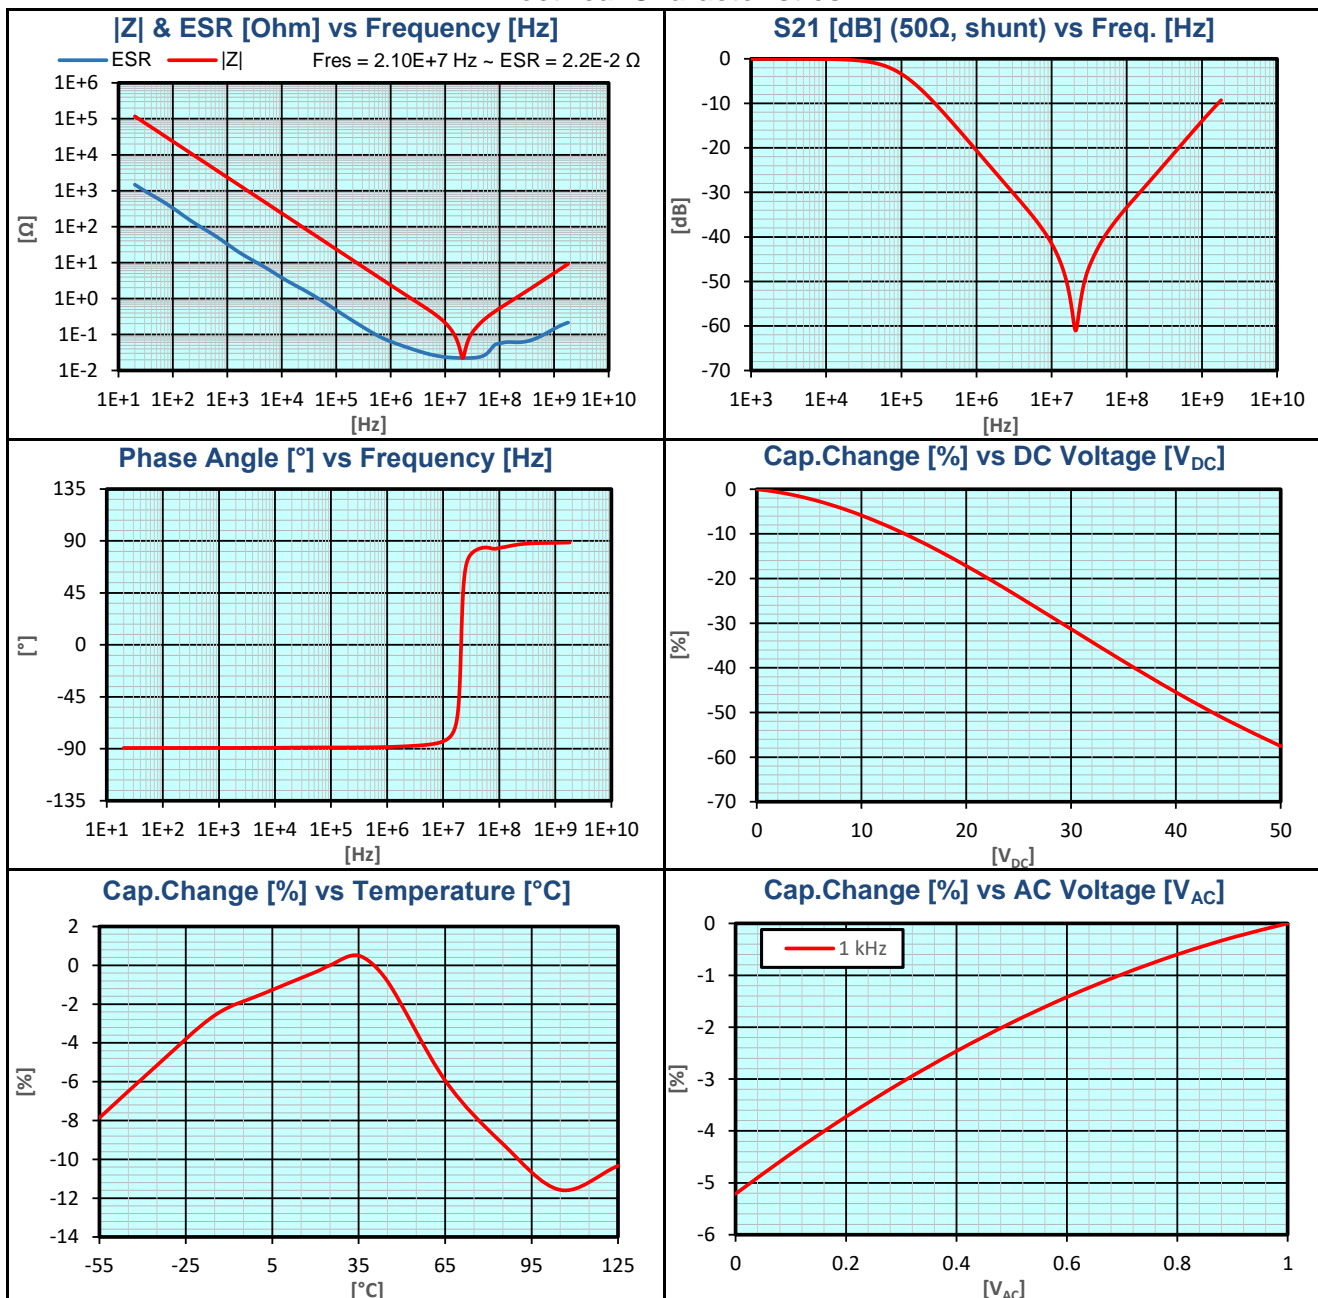 |Z| & ESR [Ohm] vs Frequency [Hz]
ESR |Z| Fres = 2.10E+7 Hz ~ ESR = 2.2E-2 Ω
1E+6
1E+5
1E+4
1E+3
1E+2
1E+1
1E+0
1E-1
1E-2
[Ω]
1E+1 1E+2 1E+3 1E+4 1E+5 1E+6 1E+7 1E+8 1E+9 1E+10
[Hz]
S21 [dB] (50Ω, shunt) vs Freq. [Hz]
0
-10
-20
-30
-40
-50
-60
-70
[dB]
1E+3 1E+4 1E+5 1E+6 1E+7 1E+8 1E+9 1E+10
[Hz]
Phase Angle [°] vs Frequency [Hz]
135
90
45
0
-45
-90
-135
[°]
1E+1 1E+2 1E+3 1E+4 1E+5 1E+6 1E+7 1E+8 1E+9 1E+10
[Hz]
Cap.Change [%] vs DC Voltage [VDC]
0
-10
-20
-30
-40
-50
-60
-70
[%]
0 10 20 30 40 50
[VDC]
Cap.Change [%] vs Temperature [°C]
2
0
-2
-4
-6
-8
-10
-12
-14
[%]
-55 -25 5 35 65 95 125
[°C]
Cap.Change [%] vs AC Voltage [VAC]
1 kHz
0
-1
-2
-3
-4
-5
-6
[%]
0 0.2 0.4 0.6 0.8 1
[VAC]